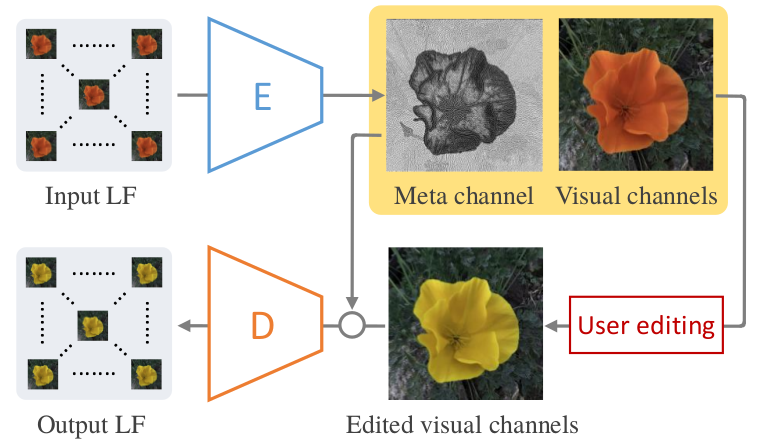 E
Meta channel
Visual channels
Input LF
D
User editing
Output LF
Edited visual channels